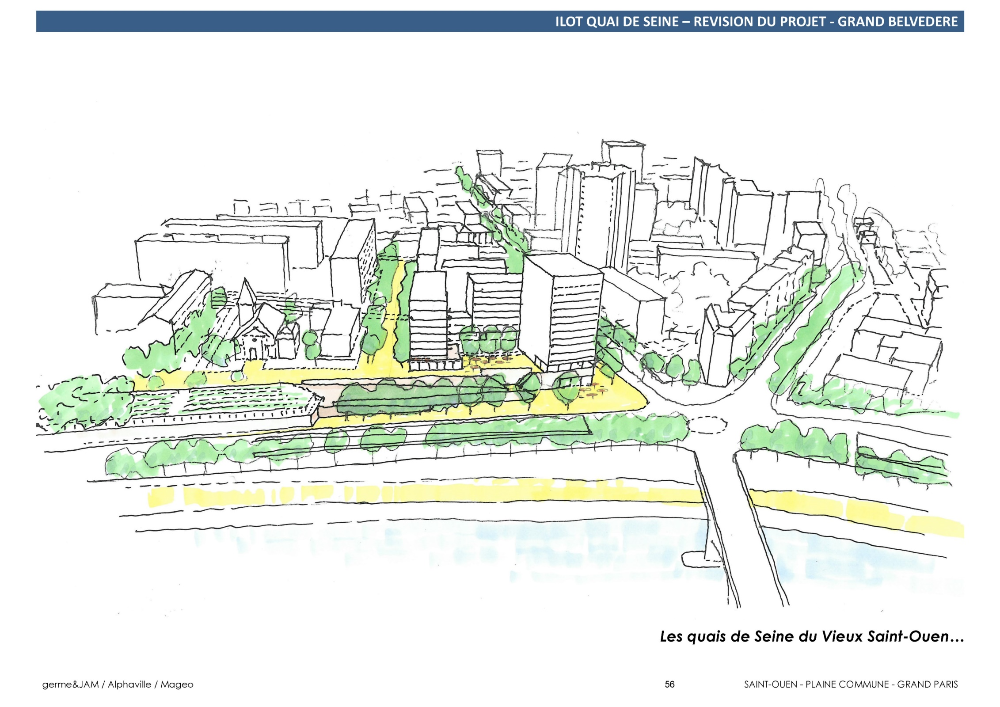 ILOT QUAI DE SEINE – REVISION DU PROJET - GRAND BELVEDERE
Les quais de Seine du Vieux Saint-Ouen…
germe&JAM / Alphaville / Mageo
56
SAINT-OUEN - PLAINE COMMUNE - GRAND PARIS